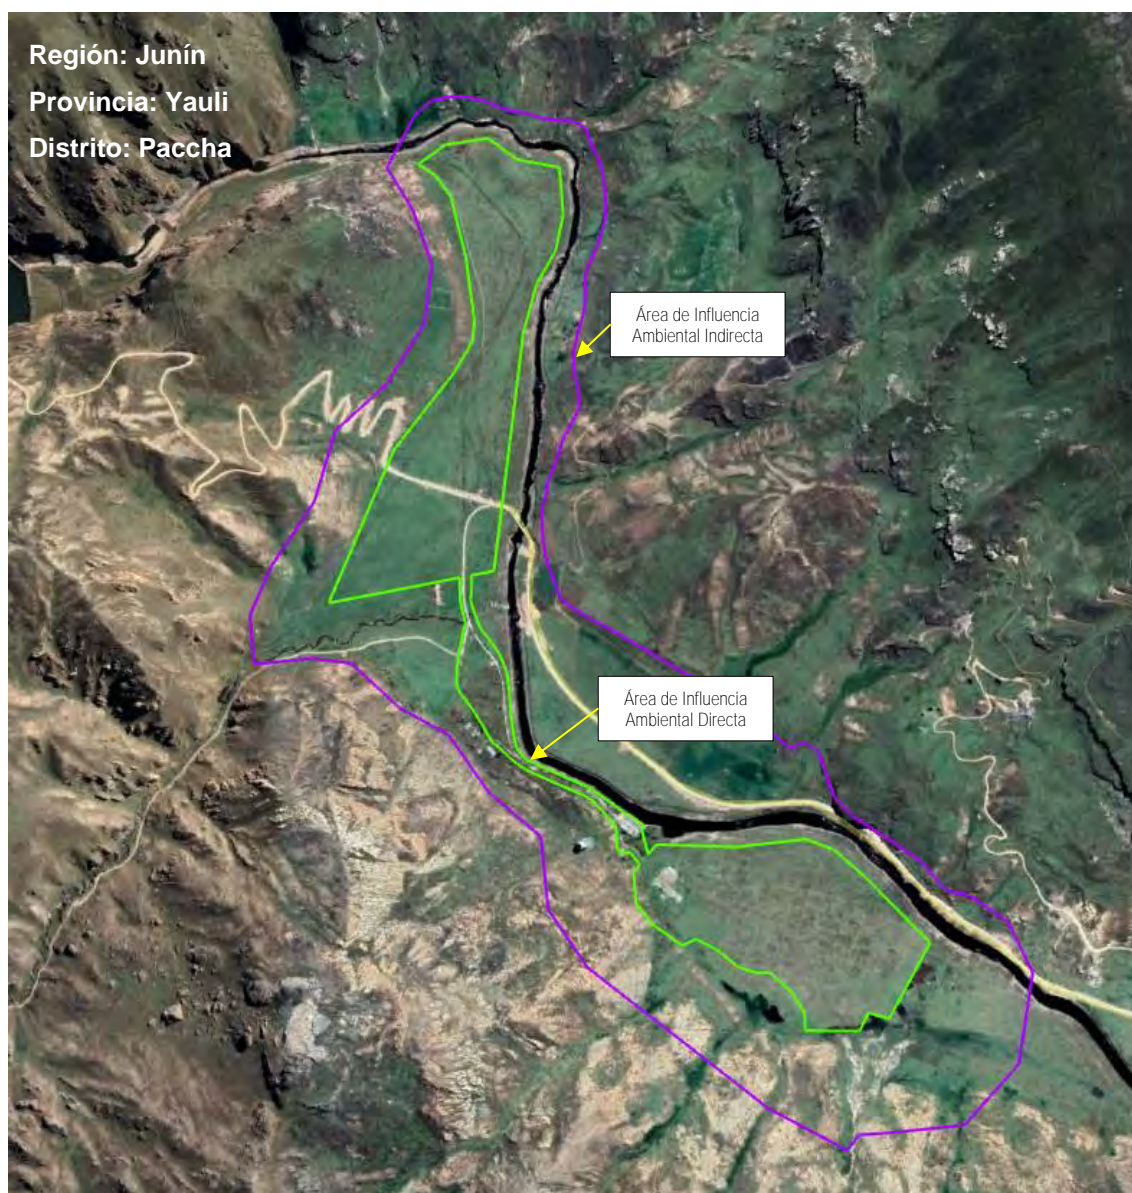 Región: Junín
Provincia: Yauli
Distrito: Paccha
Área de Influencia
Ambiental Indirecta
Área de Influencia
Ambiental Directa